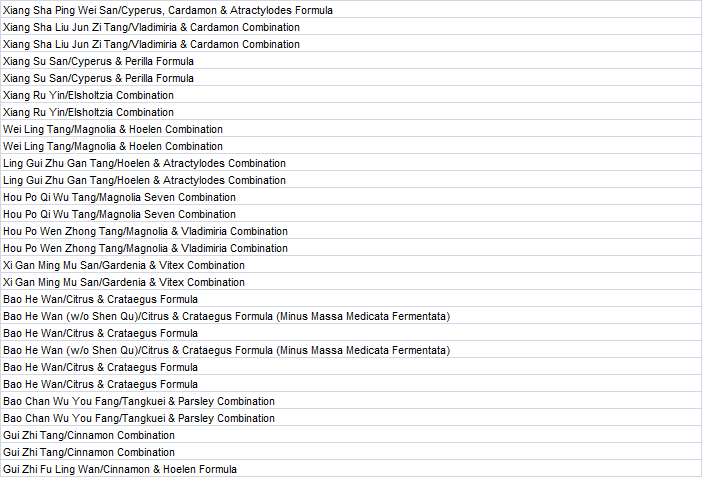 Xiang Sha Ping Wei San/Cyperus, Cardamon & Atractylodes Formula
Xiang Sha Liu Jun Zi Tang/Vladimiria & Cardamon Combination
Xiang Sha Liu Jun Zi Tang/Vladimiria & Cardamon Combination
Xiang Su San/Cyperus & Perilla Formula
Xiang Su San/Cyperus & Perilla Formula
Xiang Ru Yin/Elsholtzia Combination
Xiang Ru Yin/Elsholtzia Combination
Wei Ling Tang/Magnolia & Hoelen Combination
Wei Ling Tang/Magnolia & Hoelen Combination
Ling Gui Zhu Gan Tang/Hoelen & Atractylodes Combination
Ling Gui Zhu Gan Tang/Hoelen & Atractylodes Combination
Hou Po Qi Wu Tang/Magnolia Seven Combination
Hou Po Qi Wu Tang/Magnolia Seven Combination
Hou Po Wen Zhong Tang/Magnolia & Vladimiria Combination
Hou Po Wen Zhong Tang/Magnolia & Vladimiria Combination
Xi Gan Ming Mu San/Gardenia & Vitex Combination
Xi Gan Ming Mu San/Gardenia & Vitex Combination
Bao He Wan/Citrus & Crataegus Formula
Bao He Wan (w/o Shen Qu)/Citrus & Crataegus Formula (Minus Massa Medicata Fermentata)
Bao He Wan/Citrus & Crataegus Formula
Bao He Wan (w/o Shen Qu)/Citrus & Crataegus Formula (Minus Massa Medicata Fermentata)
Bao He Wan/Citrus & Crataegus Formula
Bao He Wan/Citrus & Crataegus Formula
Bao Chan Wu You Fang/Tangkuei & Parsley Combination
Bao Chan Wu You Fang/Tangkuei & Parsley Combination
Gui Zhi Tang/Cinnamon Combination
Gui Zhi Tang/Cinnamon Combination
Gui Zhi Fu Ling Wan/Cinnamon & Hoelen Formula